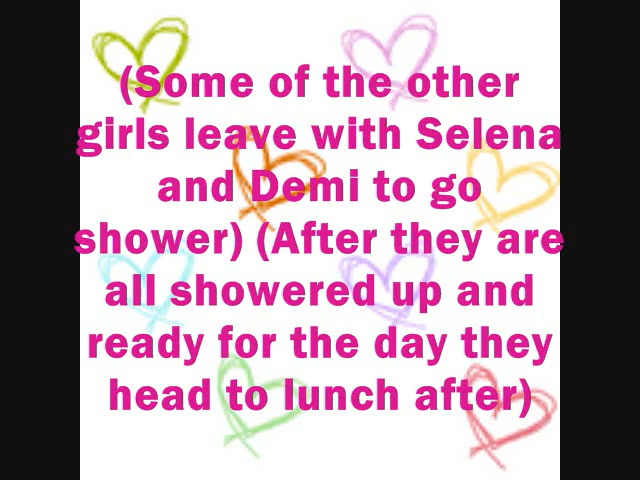 (Some of the other
girls leave with Selena
and Demi to go
shower) (After they are
all showered up and
ready for the day they
head to lunch after)